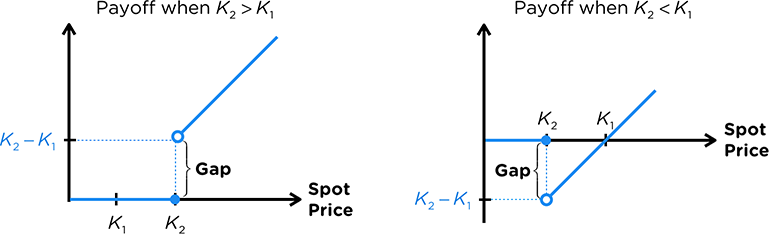 Payoff when K₂ > K₁
K₂ – K₁
Gap
K₁
K₂
Spot
Price
Payoff when K₂ < K₁
K₂
K₁
Spot
Price
Gap
K₂ – K₁